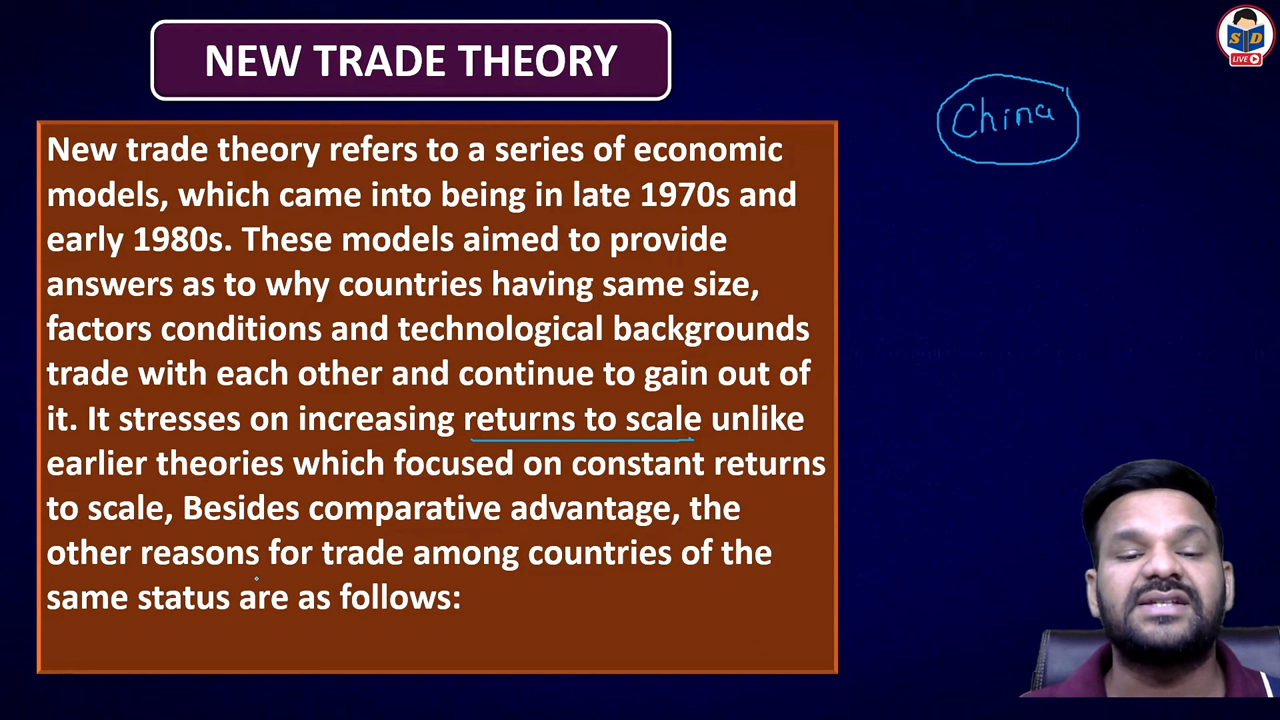 NEW TRADE THEORY
S D
LIVE
China
New trade theory refers to a series of economic
models, which came into being in late 1970s and
early 1980s. These models aimed to provide
answers as to why countries having same size,
factors conditions and technological backgrounds
trade with each other and continue to gain out of
it. It stresses on increasing returns to scale unlike
earlier theories which focused on constant returns
to scale, Besides comparative advantage, the
other reasons for trade among countries of the
same status are as follows: